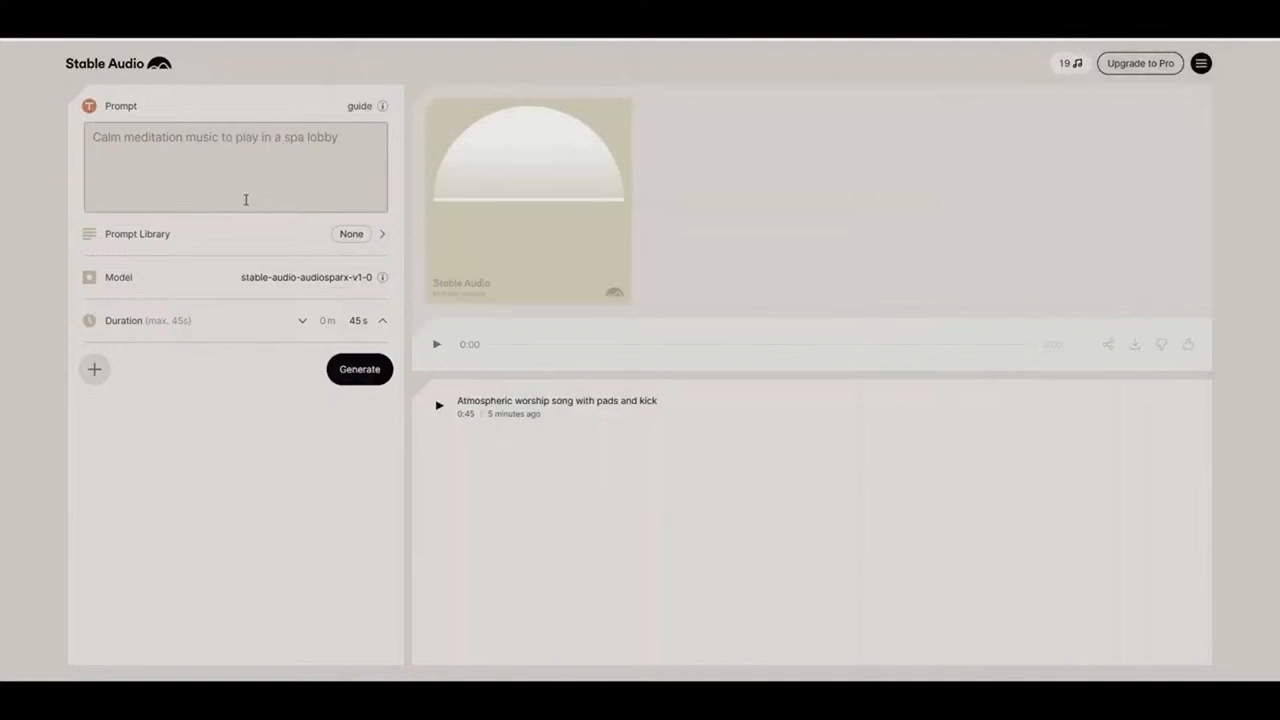 Stable Audio
19
Upgrade to Pro
Prompt
guide
Calm meditation music to play in a spa lobby
Prompt Library
None
Model
stable-audio-audiosparx-v1-0
Duration (max. 45s)
0 m
45 s
Generate
Stable Audio
0:00
0:00
Atmospheric worship song with pads and kick
0:45 / 5 minutes ago